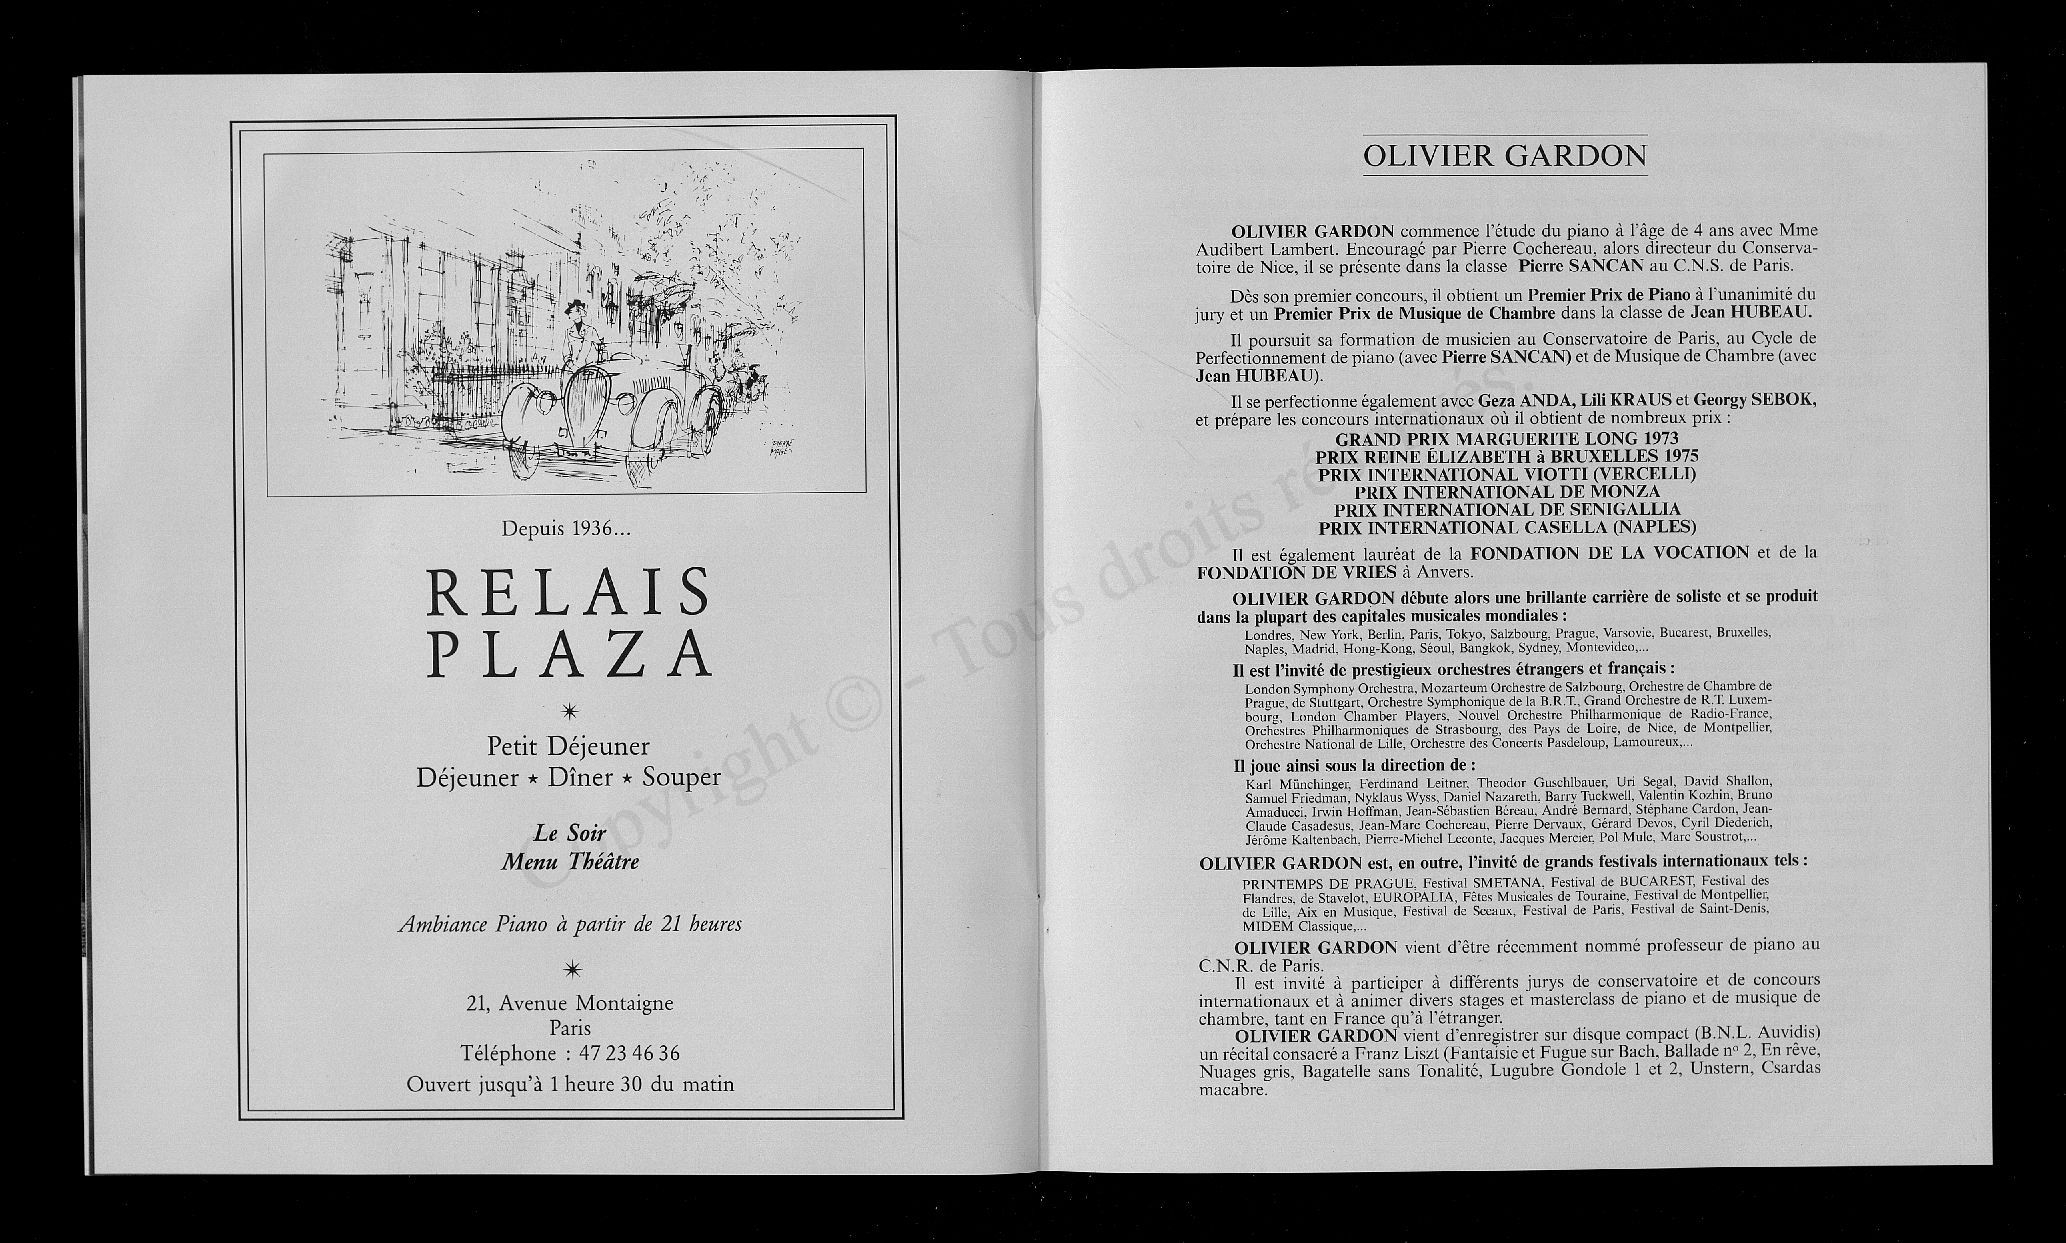 Depuis 1936...
RELAIS
PLAZA
Petit Déjeuner
Déjeuner ★ Dîner ★ Souper
Le Soir
Menu Théâtre
Ambiance Piano à partir de 21 heures
21, Avenue Montaigne
Paris
Téléphone : 47 23 46 36
Ouvert jusqu'à 1 heure 30 du matin
OLIVIER GARDON
OLIVIER GARDON commence l'étude du piano à l'âge de 4 ans avec Mme
Audibert Lambert. Encouragé par Pierre Cochereau, alors directeur du Conserva-
toire de Nice, il se présente dans la classe Pierre SANCAN au C.N.S. de Paris.
Dès son premier concours, il obtient un Premier Prix de Piano à l'unanimité du
jury et un Premier Prix de Musique de Chambre dans la classe de Jean HUBEAU.
Il poursuit sa formation de musicien au Conservatoire de Paris, au Cycle de
Perfectionnement de piano (avec Pierre SANCAN) et de Musique de Chambre (avec
Jean HUBEAU).
Il se perfectionne également avec Geza ANDA, Lili KRAUS et Georgy SEBOK,
et prépare les concours internationaux où il obtient de nombreux prix :
GRAND PRIX MARGUERITE LONG 1973
PRIX REINE ÉLIZABETH à BRUXELLES 1975
PRIX INTERNATIONAL VIOTTI (VERCELLI)
PRIX INTERNATIONAL DE MONZA
PRIX INTERNATIONAL DE SENIGALLIA
PRIX INTERNATIONAL CASELLA (NAPLES)
Il est également lauréat de la FONDATION DE LA VOCATION et de la
FONDATION DE VRIES à Anvers.
OLIVIER GARDON débute alors une brillante carrière de soliste et se produit
dans la plupart des capitales musicales mondiales :
Londres, New York, Berlin, Paris, Tokyo, Salzbourg, Prague, Varsovie, Bucarest, Bruxelles,
Naples, Madrid, Hong-Kong, Séoul, Bangkok, Sydney, Montevideo,...
Il est l'invité de prestigieux orchestres étrangers et français :
London Symphony Orchestra, Mozarteum Orchestre de Salzbourg, Orchestre de Chambre de
Prague, de Stuttgart, Orchestre Symphonique de la B.R.T., Grand Orchestre de R.T. Luxem-
bourg, London Chamber Players, Nouvel Orchestre Philharmonique de Radio-France,
Orchestres Philharmoniques de Strasbourg, des Pays de Loire, de Nice, de Montpellier,
Orchestre National de Lille, Orchestre des Concerts Pasdeloup, Lamoureux,...
Il joue ainsi sous la direction de :
Karl Münchinger, Ferdinand Leitner, Theodor Guschlbauer, Uri Segal, David Shallon,
Samuel Friedman, Nyklaus Wyss, Daniel Nazareth, Barry Tuckwell, Valentin Kozhin, Bruno
Amaducci, Irwin Hoffman, Jean-Sébastien Béreau, André Bernard, Stéphane Cardon, Jean-
Claude Casadesus, Jean-Marc Cochereau, Pierre Dervaux, Gérard Devos, Cyril Diederich,
Jérôme Kaltenbach, Pierre-Michel Leconte, Jacques Mercier, Pol Mule, Marc Soustrot,...
OLIVIER GARDON est, en outre, l'invité de grands festivals internationaux tels :
PRINTEMPS DE PRAGUE, Festival SMETANA, Festival de BUCAREST, Festival des
Flandres, de Stavelot, EUROPALIA, Fêtes Musicales de Touraine, Festival de Montpellier,
de Lille, Aix en Musique, Festival de Sceaux, Festival de Paris, Festival de Saint-Denis,
MIDEM Classique,...
OLIVIER GARDON vient d'être récemment nommé professeur de piano au
C.N.R. de Paris.
Il est invité à participer à différents jurys de conservatoire et de concours
internationaux et à animer divers stages et masterclass de piano et de musique de
chambre, tant en France qu'à l'étranger.
OLIVIER GARDON vient d'enregistrer sur disque compact (B.N.L. Auvidis)
un récital consacré a Franz Liszt (Fantaisie et Fugue sur Bach, Ballade nº 2, En rêve,
Nuages gris, Bagatelle sans Tonalité, Lugubre Gondole 1 et 2, Unstern, Csardas
macabre.
Copyright © - Tous droits réservés.